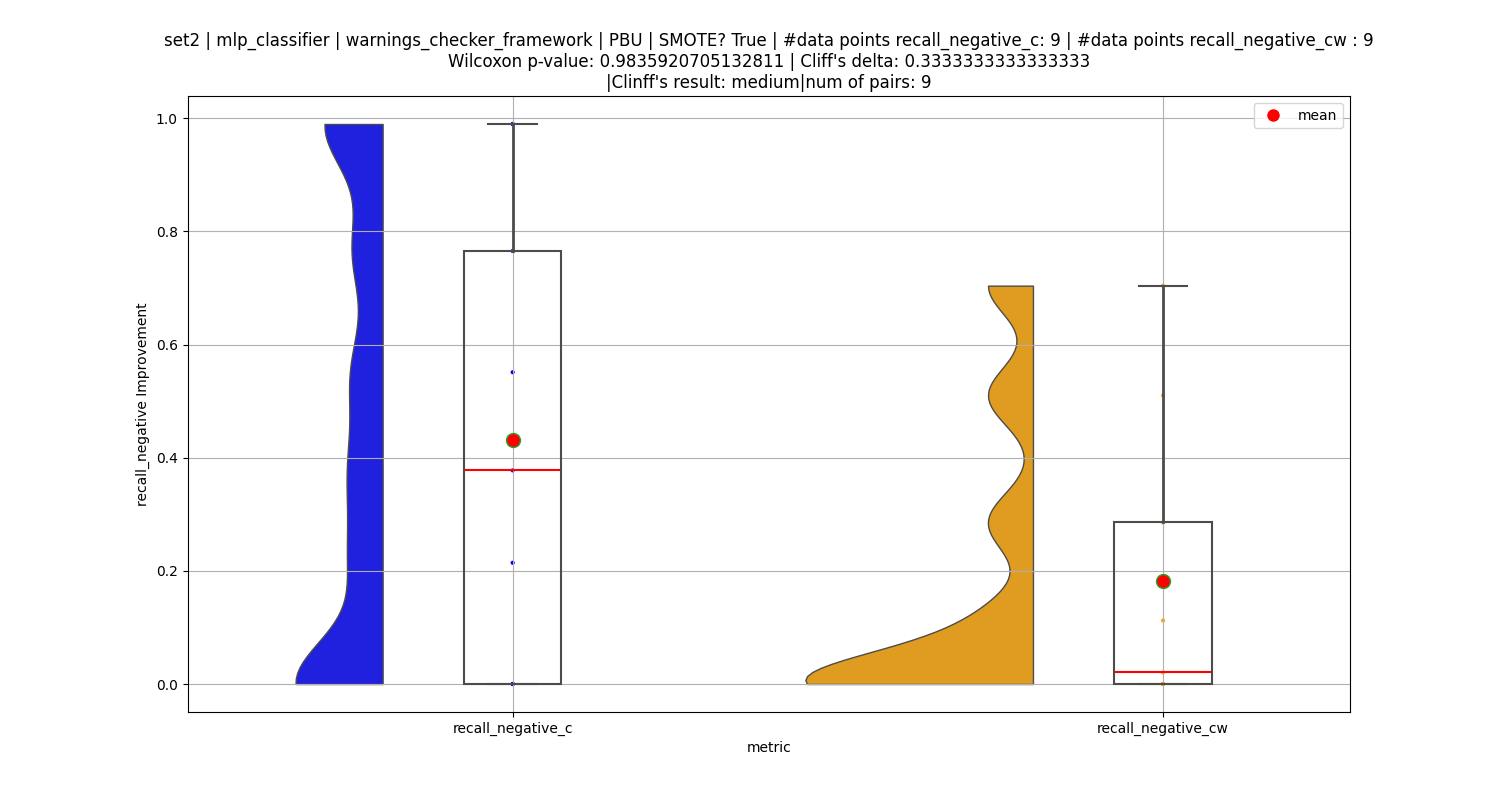 set2 | mlp_classifier | warnings_checker_framework | PBU | SMOTE? True | #data points recall_negative_c: 9 | #data points recall_negative_cw : 9
Wilcoxon p-value: 0.9835920705132811 | Cliff's delta: 0.3333333333333333
|Clinff's result: medium|num of pairs: 9
mean
1.0
0.8
0.6
0.4
0.2
0.0
recall_negative Improvement
recall_negative_c
recall_negative_cw
metric